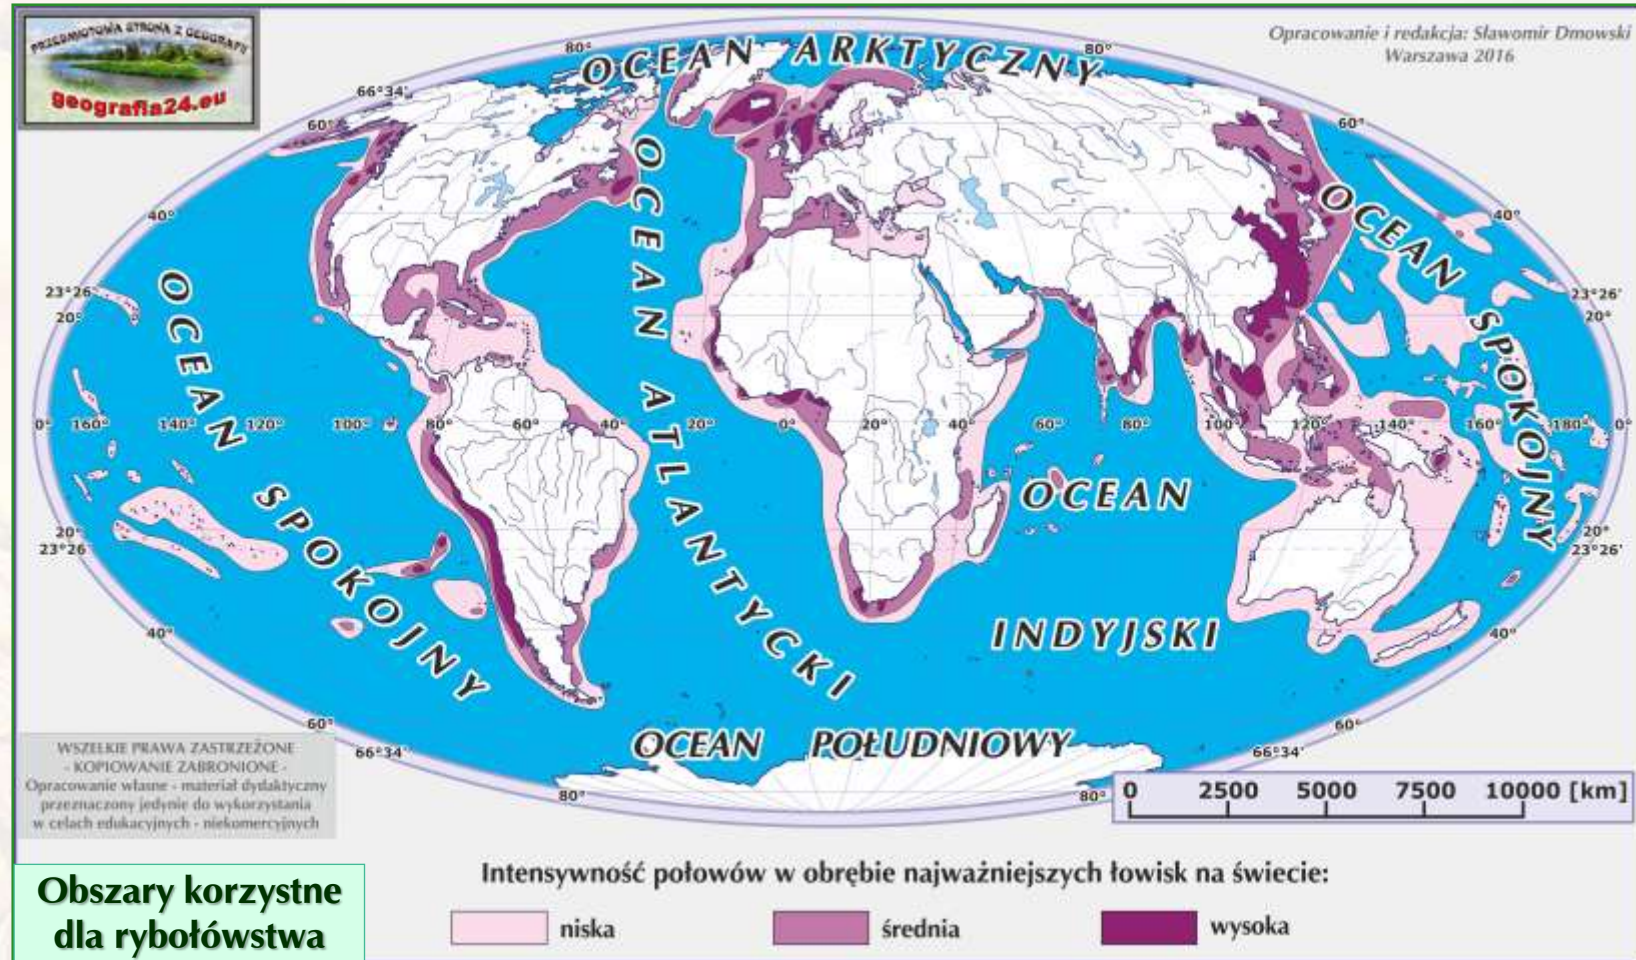 PRZEDMIOTOWA STRONA Z GEOGRAFII
geografia24.eu
Opracowanie i redakcja: Sławomir Dmowski
Warszawa 2016
OCEAN ARKTYCZNY
80°
80°
66°34'
60°
60°
40°
40°
23°26'
20°
23°26'
20°
OCEAN SPOKOJNY
OCEAN ATLANTYCKI
OCEAN SPOKOJNY
0°
160°
140°
120°
100°
80°
60°
40°
20°
0°
20°
40°
60°
80°
100°
120°
140°
160°
180°
0°
OCEAN
INDYJSKI
20°
23°26
20°
23°26'
40°
40°
60°
60°
66°34'
66°34'
OCEAN POŁUDNIOWY
80°
80°
WSZELKIE PRAWA ZASTRZEŻONE
- KOPIOWANIE ZABRONIONE -
Opracowanie własne - materiał dydaktyczny
przeznaczony jedynie do wykorzystania
w celach edukacyjnych - niekomercyjnych
0 2500 5000 7500 10000 [km]
Obszary korzystne
dla rybołówstwa
Intensywność połowów w obrębie najważniejszych łowisk na świecie:
niska średnia wysoka